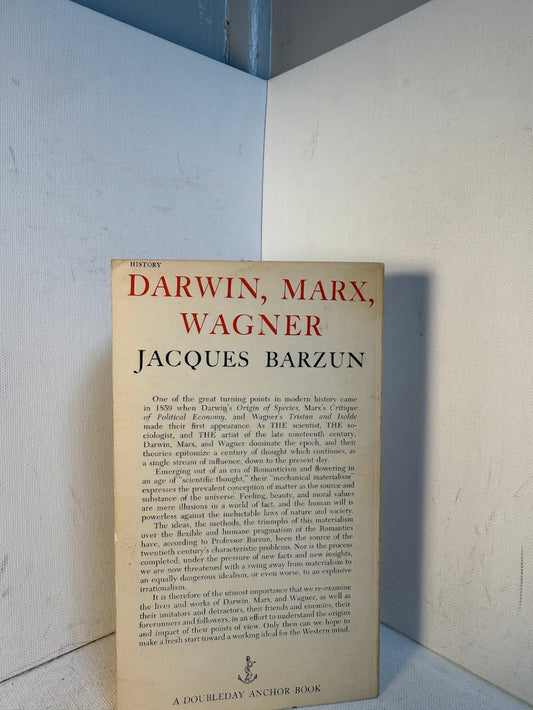 HISTORY
DARWIN, MARX,
WAGNER
JACQUES BARZUN
One of the great turning points in modern history came
in 1859 when Darwin's Origin of Species, Marx's Critique
of Political Economy, and Wagner's Tristan and Isolde
made their first appearance. As THE scientist, THE so-
ciologist, and THE artist of the late nineteenth century,
Darwin, Marx, and Wagner dominate the epoch, and their
theories epitomize a century of thought which continues, as
a single stream of influence, down to the present day.
Emerging out of an era of Romanticism and flowering in
an age of "scientific thought," their "mechanical materialism"
expresses the prevalent conception of matter as the source and
substance of the universe. Feeling, beauty, and moral values
are mere illusions in a world of fact, and the human will is
powerless against the ineluctable laws of nature and society.
The ideas, the methods, the triumphs of this materialism
over the flexible and humane pragmatism of the Romantics
have, according to Professor Barzun, been the source of the
twentieth century's characteristic problems. Nor is the process
completed; under the pressure of new facts and new insights,
we are now threatened with a swing away from materialism to
an equally dangerous idealism, or even worse, to an explosive
irrationalism.
It is therefore of the utmost importance that we re-examine
the lives and works of Darwin, Marx, and Wagner, as well as
their imitators and detractors, their friends and enemies, their
forerunners and followers, in an effort to understand the origins
and impact of their points of view. Only then can we hope to
make a fresh start toward a working ideal for the Western mind.
A DOUBLEDAY ANCHOR BOOK